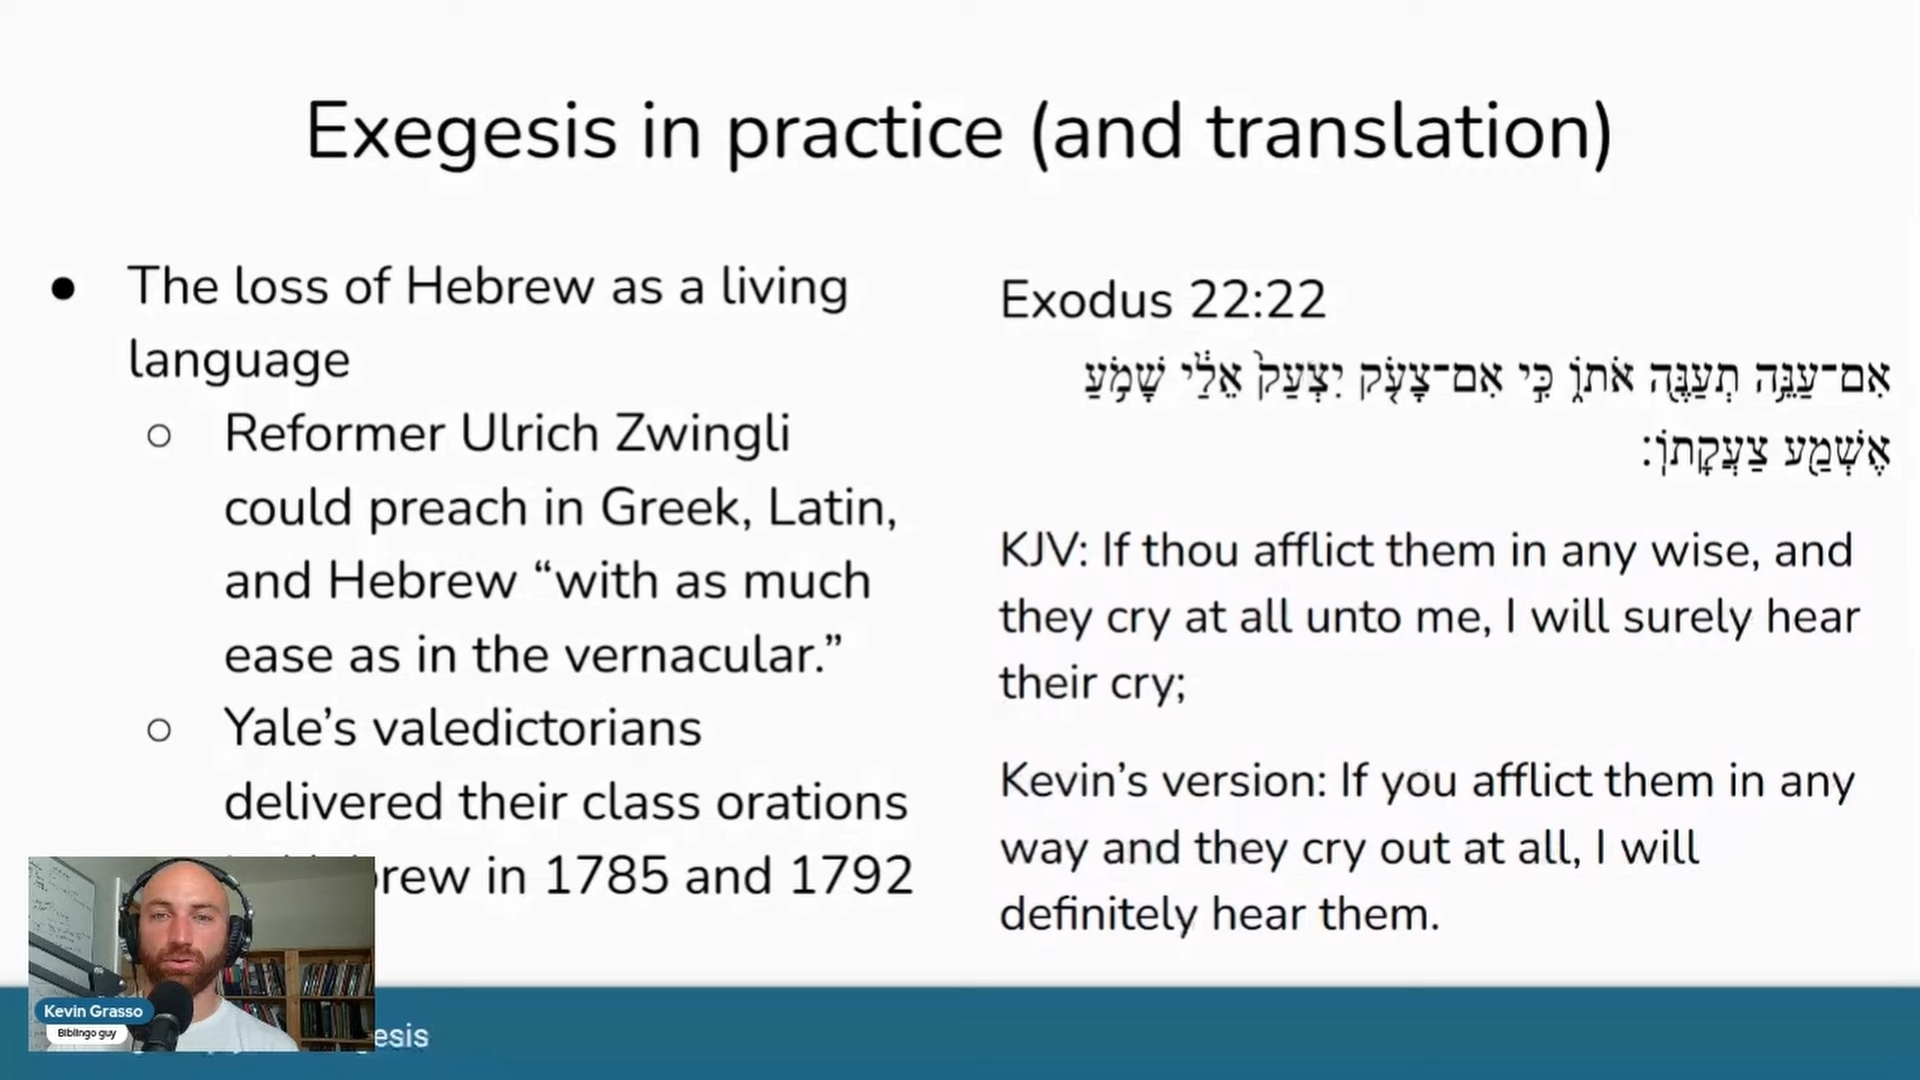 Exegesis in practice (and translation)
● The loss of Hebrew as a living
language
○ Reformer Ulrich Zwingli
could preach in Greek, Latin,
and Hebrew “with as much
ease as in the vernacular.”
○ Yale’s valedictorians
delivered their class orations
in 1785 and 1792
Exodus 22:22
אִם־עַנֵּ֥ה תְעַנֶּ֖ה אֹת֑וֹ כִּ֣י אִם־צָעֹ֤ק יִצְעַק֙ אֵלַ֔י שָׁמֹ֥עַ
אֶשְׁמַ֖ע צַעֲקָתֽוֹ׃
KJV: If thou afflict them in any wise, and
they cry at all unto me, I will surely hear
their cry;
Kevin’s version: If you afflict them in any
way and they cry out at all, I will
definitely hear them.
Kevin Grasso
Biblingo guy